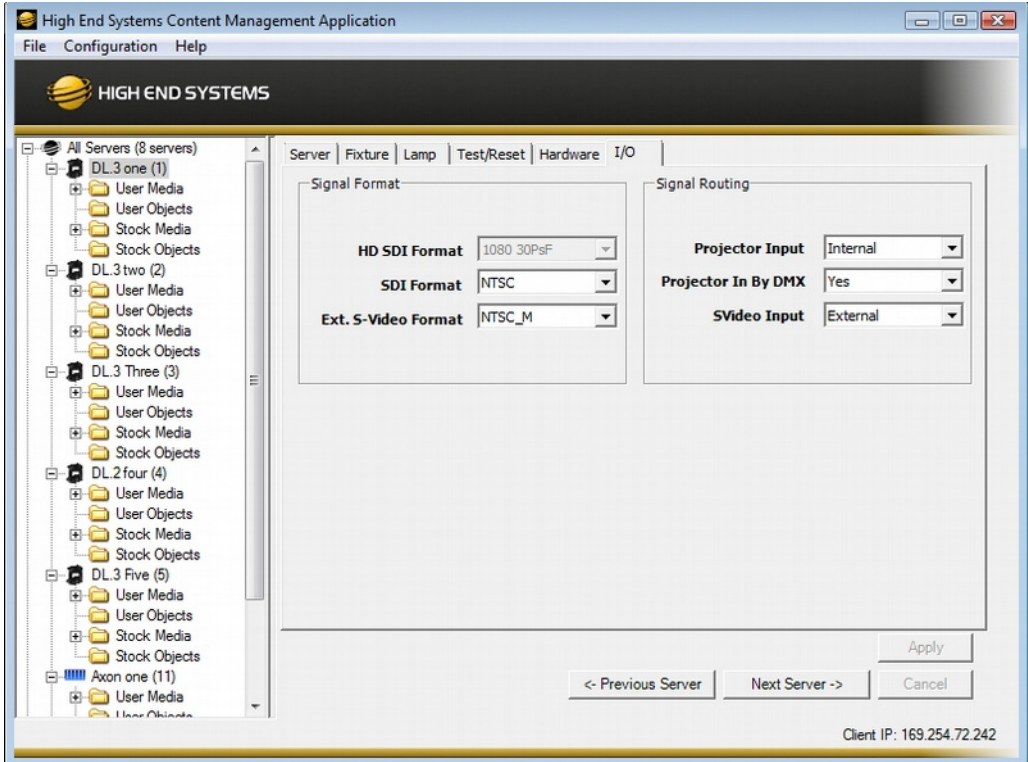 High End Systems Content Management Application
File Configuration Help
HIGH END SYSTEMS
All Servers (8 servers)
DL.3 one (1)
User Media
User Objects
Stock Media
Stock Objects
DL.3 two (2)
User Media
User Objects
Stock Media
Stock Objects
DL.3 Three (3)
User Media
User Objects
Stock Media
Stock Objects
DL.2 four (4)
User Media
User Objects
Stock Media
Stock Objects
DL.3 Five (5)
User Media
User Objects
Stock Media
Stock Objects
Axon one (11)
User Media
User Objects
Server Fixture Lamp Test/Reset Hardware I/O
Signal Format
HD SDI Format 1080 30PsF
SDI Format NTSC
Ext. S-Video Format NTSC_M
Signal Routing
Projector Input Internal
Projector In By DMX Yes
SVideo Input External
Apply
<- Previous Server Next Server -> Cancel
Client IP: 169.254.72.242